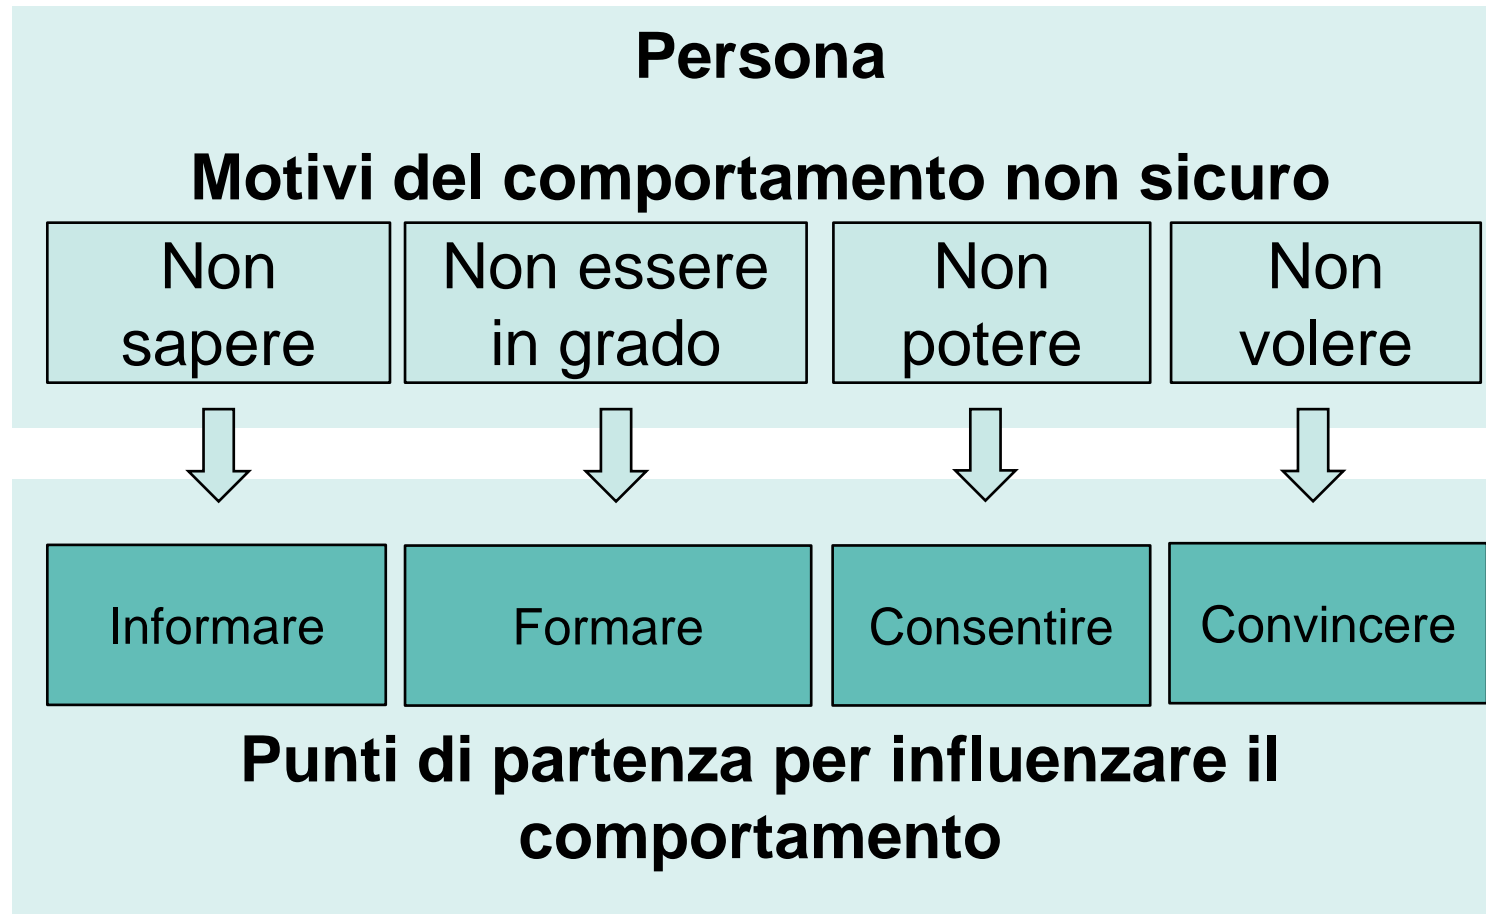 Persona
Motivi del comportamento non sicuro
Non
sapere
Non essere
in grado
Non
potere
Non
volere
Informare
Formare
Consentire
Convincere
Punti di partenza per influenzare il
comportamento